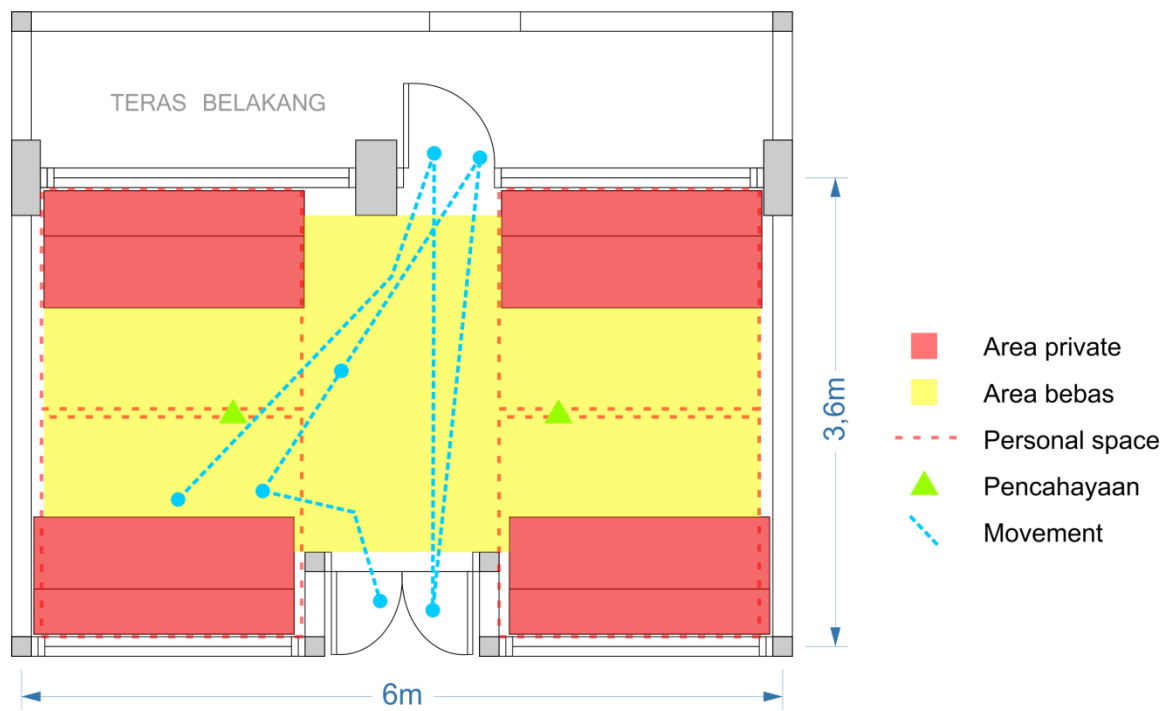 TERAS BELAKANG
Area private
Area bebas
Personal space
Pencahayaan
Movement
3,6m
6m